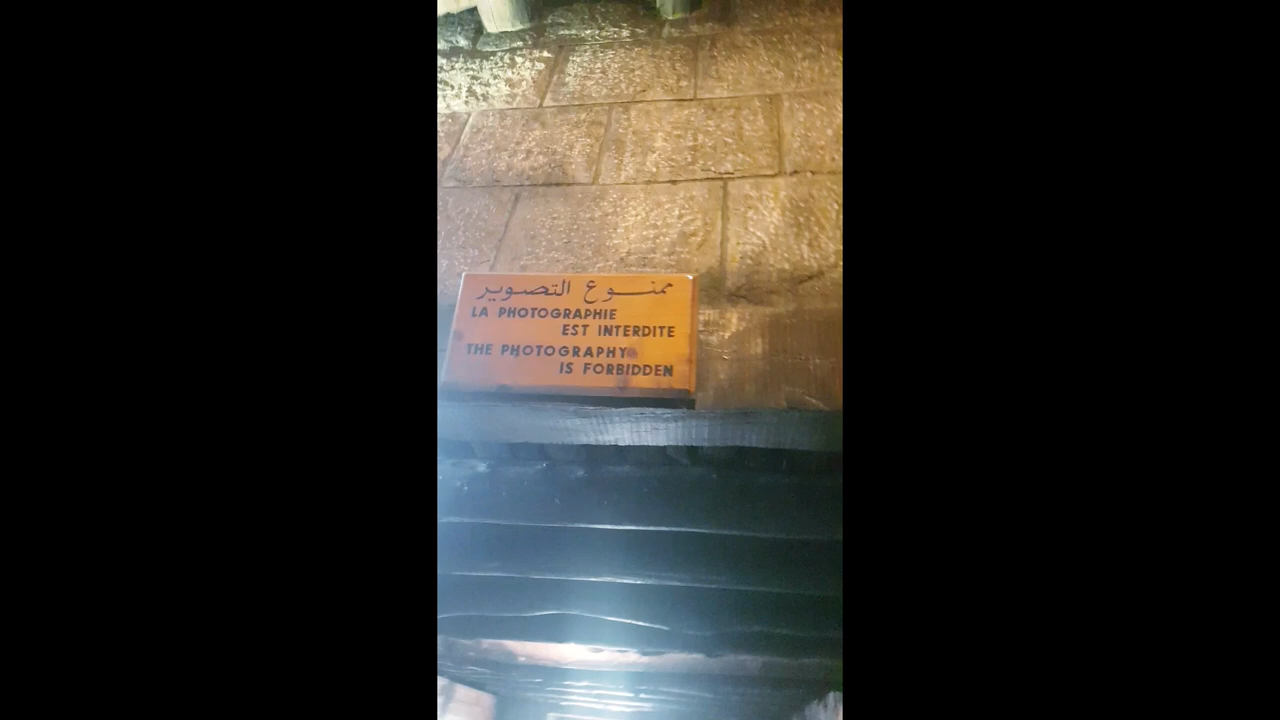 ممنوع التصوير
LA PHOTOGRAPHIE
EST INTERDITE
THE PHOTOGRAPHY
IS FORBIDDEN